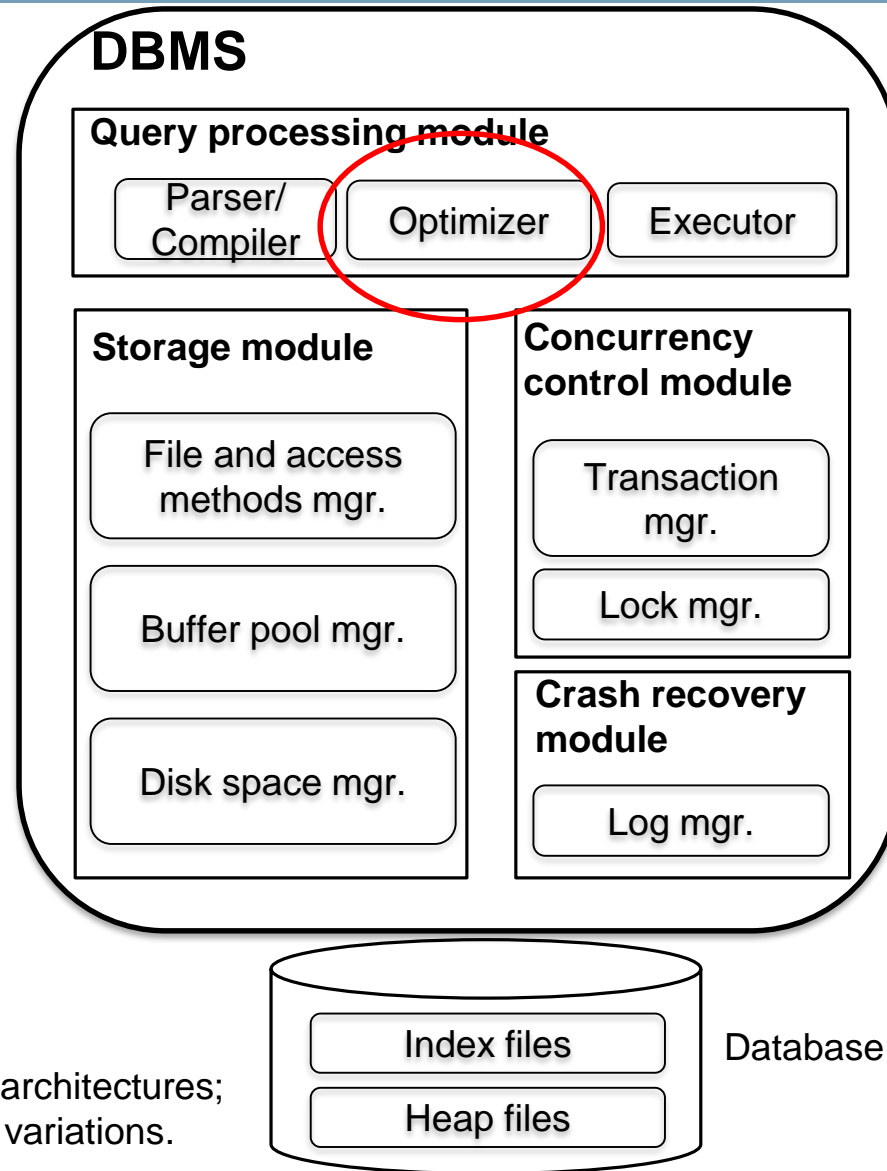 DBMS
Query processing module
Parser/
Compiler
Optimizer
Executor
Storage module
File and access
methods mgr.
Buffer pool mgr.
Disk space mgr.
Concurrency
control module
Transaction
mgr.
Lock mgr.
Crash recovery
module
Log mgr.
Index files
Heap files
Database
architectures;
variations.